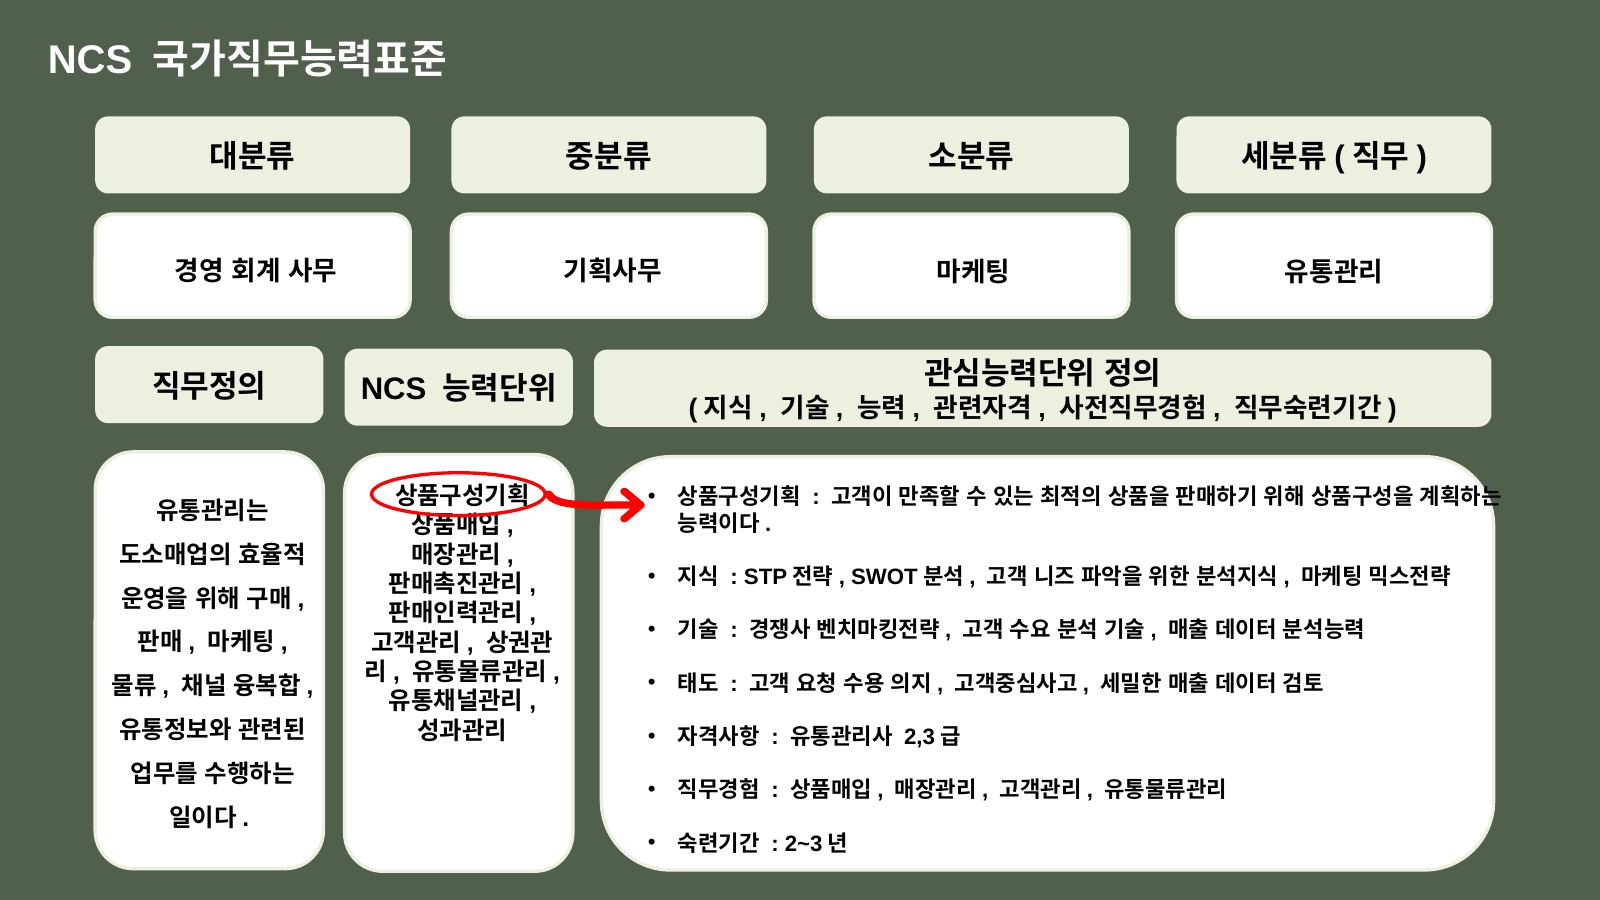 NCS 국가직무능력표준
대분류
중분류
소분류
세분류 ( 직무 )
경영 회계 사무
기획사무
마케팅
유통관리
직무정의
NCS 능력단위
관심능력단위 정의
( 지식 , 기술 , 능력 , 관련자격 , 사전직무경험 , 직무숙련기간 )
유통관리는
도소매업의 효율적
운영을 위해 구매 ,
판매 , 마케팅 ,
물류 , 채널 융복합 ,
유통정보와 관련된
업무를 수행하는
일이다 .
상품구성기획
상품매입 ,
매장관리 ,
판매촉진관리 ,
판매인력관리 ,
고객관리 , 상권관
리 , 유통물류관리 ,
유통채널관리 ,
성과관리
• 상품구성기획 : 고객이 만족할 수 있는 최적의 상품을 판매하기 위해 상품구성을 계획하는
능력이다 .
• 지식 : STP 전략 , SWOT 분석 , 고객 니즈 파악을 위한 분석지식 , 마케팅 믹스전략
• 기술 : 경쟁사 벤치마킹전략 , 고객 수요 분석 기술 , 매출 데이터 분석능력
• 태도 : 고객 요청 수용 의지 , 고객중심사고 , 세밀한 매출 데이터 검토
• 자격사항 : 유통관리사 2,3 급
• 직무경험 : 상품매입 , 매장관리 , 고객관리 , 유통물류관리
• 숙련기간 : 2~3 년